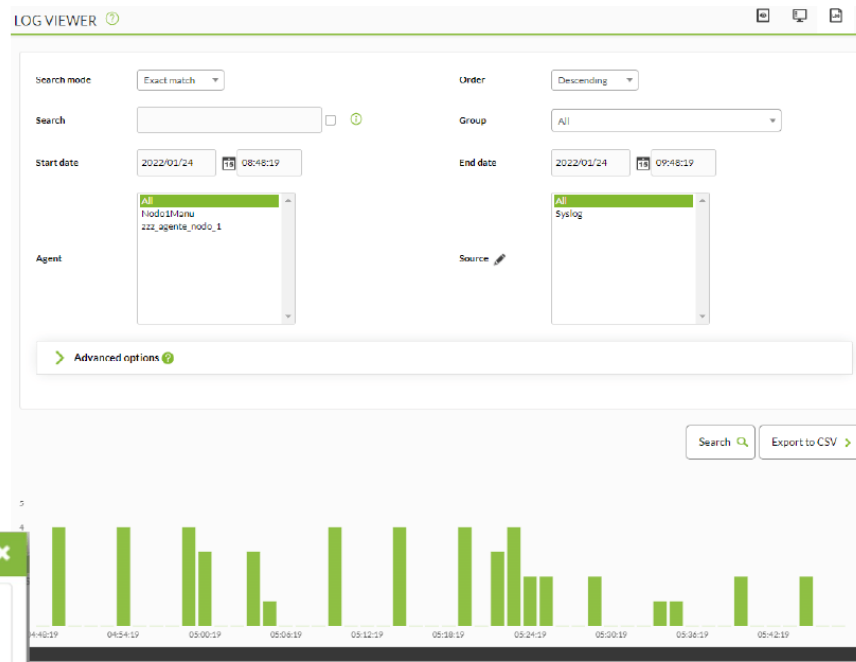 LOG VIEWER
Search mode Exact match Order Descending
Search Group All
Start date 2022/01/24 15 08:48:19 End date 2022/01/24 15 09:48:19
All All
Nodo1Manu Syslog
zzz_agente_nodo_1
Agent Source
Advanced options
Search Export to CSV
5
4
04:48:19 04:54:19 05:00:19 05:06:19 05:12:19 05:18:19 05:24:19 05:30:19 05:36:19 05:42:19